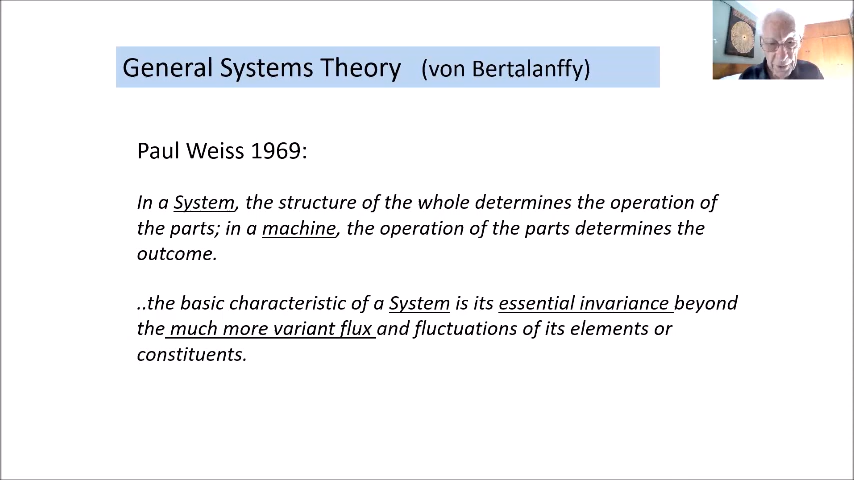 General Systems Theory (von Bertalanffy)
Paul Weiss 1969:
In a System, the structure of the whole determines the operation of
the parts; in a machine, the operation of the parts determines the
outcome.
..the basic characteristic of a System is its essential invariance beyond
the much more variant flux and fluctuations of its elements or
constituents.